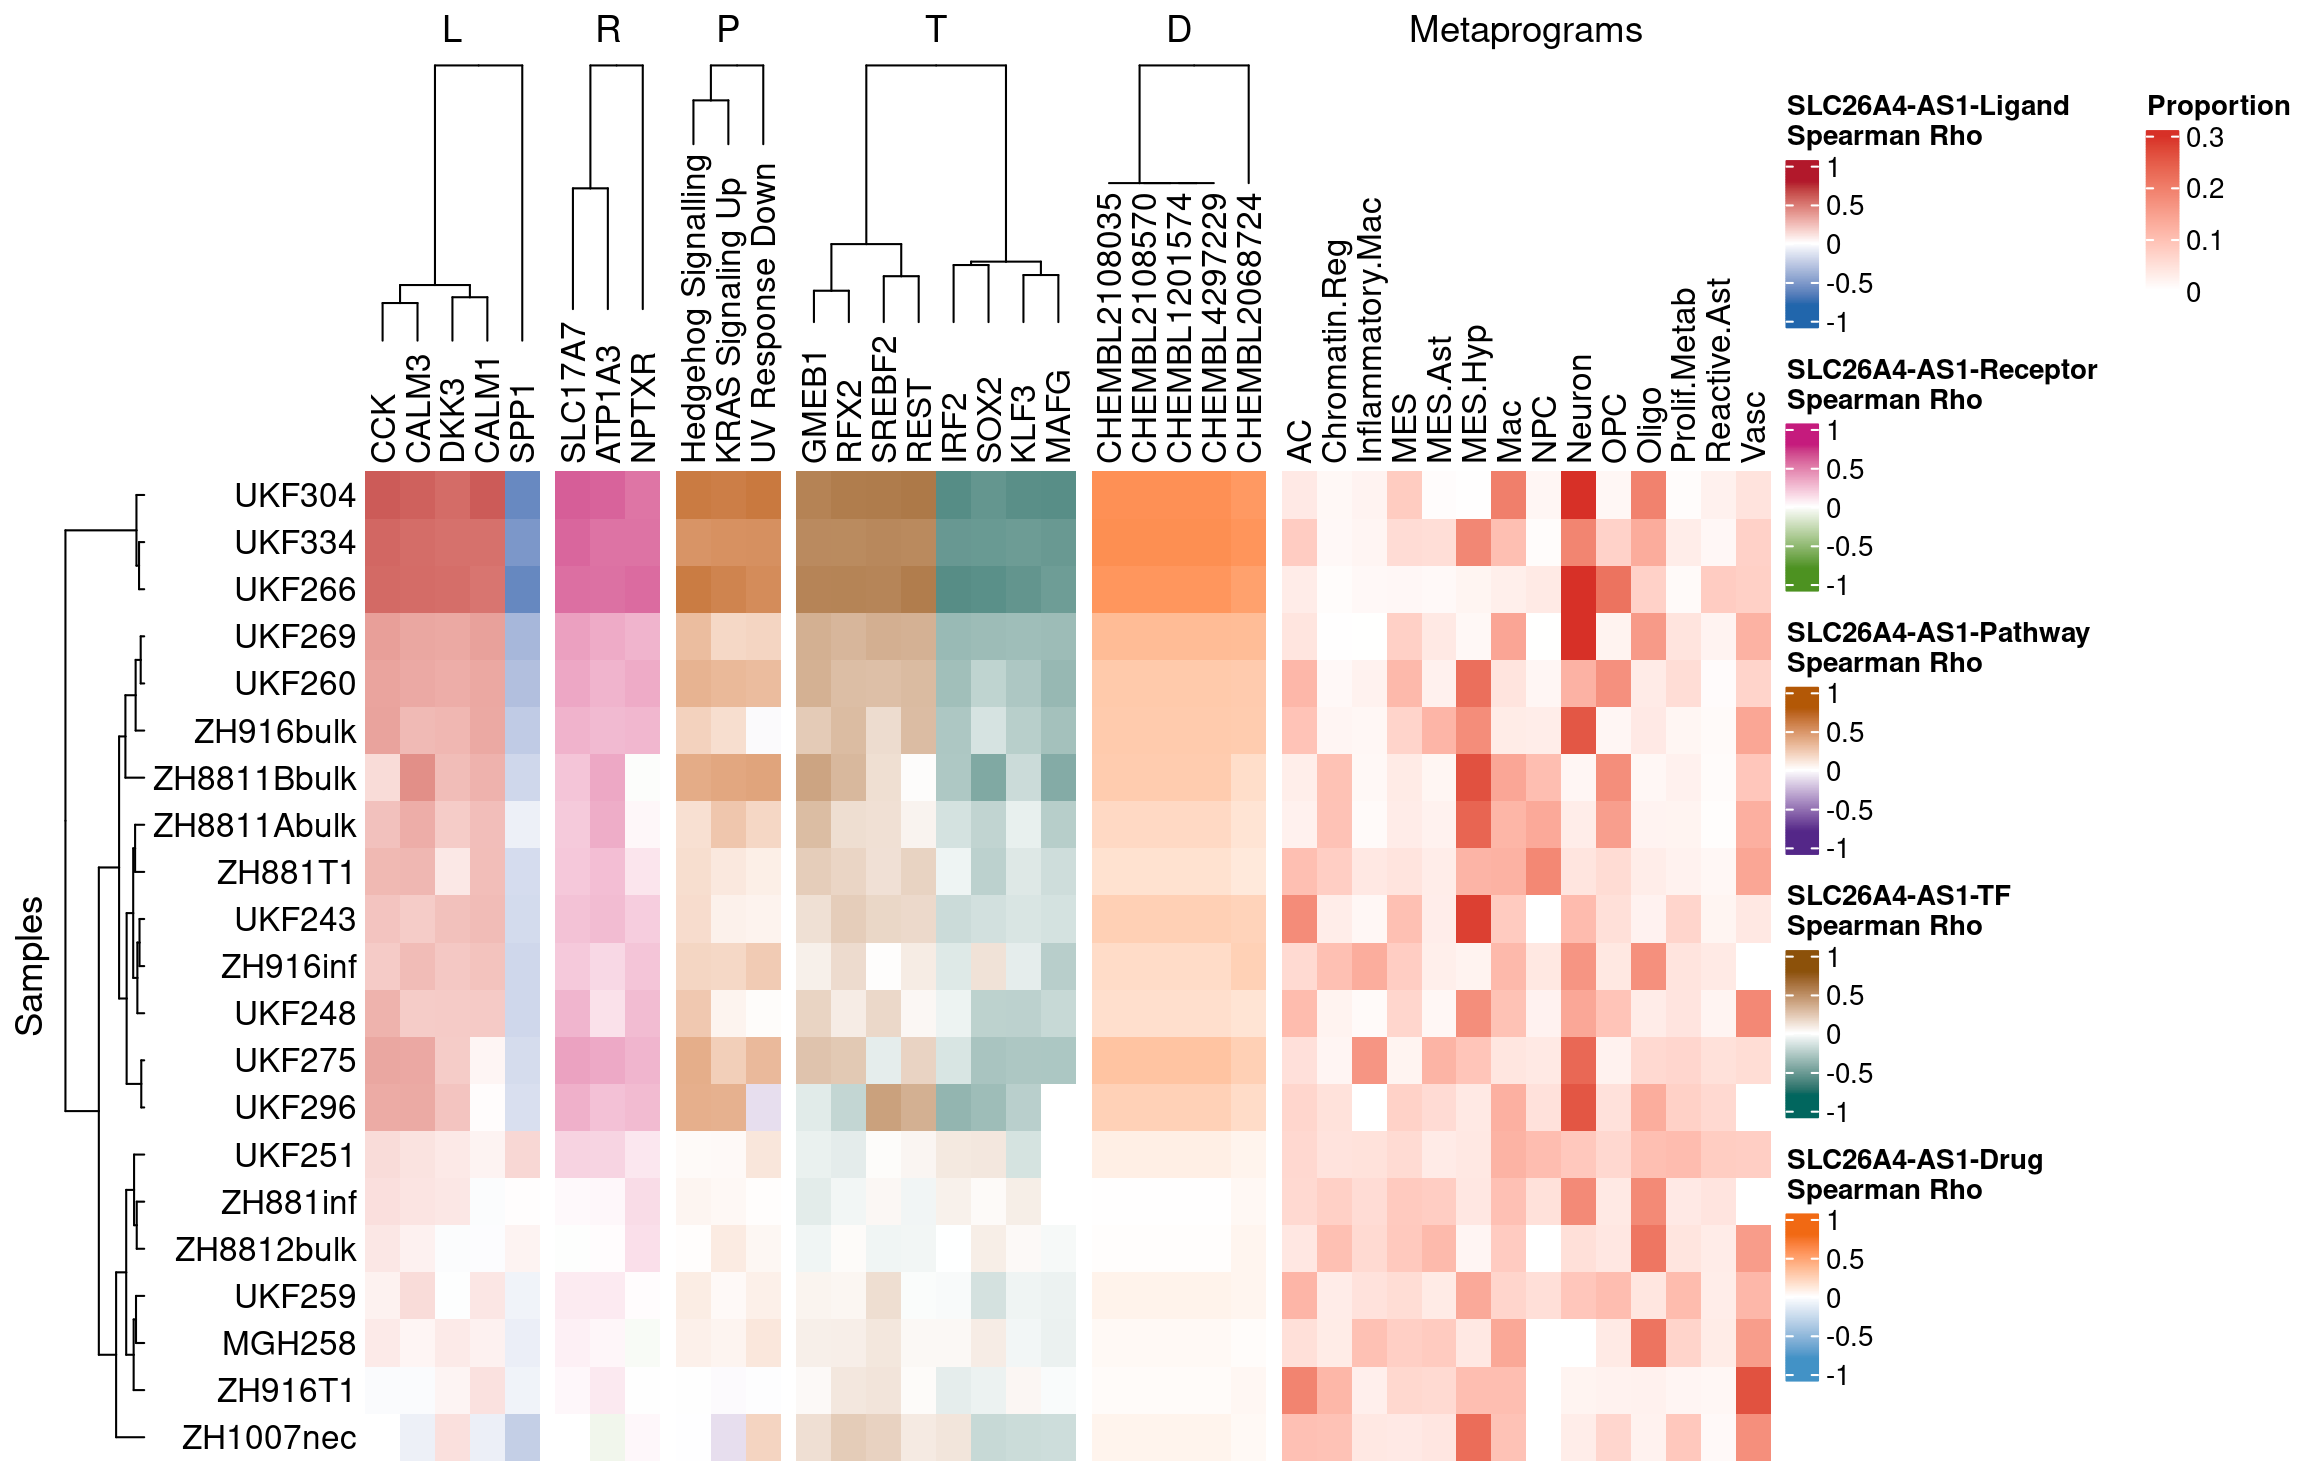 L R P T D Metaprograms
CCK
CALM3
DKK3
CALM1
SPP1
SLC17A7
ATP1A3
NPTXR
Hedgehog Signalling
KRAS Signaling Up
UV Response Down
GMEB1
RFX2
SREBF2
REST
IRF2
SOX2
KLF3
MAFG
CHEMBL2108035
CHEMBL2108570
CHEMBL1201574
CHEMBL4297229
CHEMBL2068724
AC
Chromatin.Reg
Inflammatory.Mac
MES
MES.Ast
MES.Hyp
Mac
NPC
Neuron
OPC
Oligo
Prolif.Metab
Reactive.Ast
Vasc
Samples
UKF304
UKF334
UKF266
UKF269
UKF260
ZH916bulk
ZH8811Bbulk
ZH8811Abulk
ZH881T1
UKF243
ZH916inf
UKF248
UKF275
UKF296
UKF251
ZH881inf
ZH8812bulk
UKF259
MGH258
ZH916T1
ZH1007nec
SLC26A4-AS1-Ligand
Spearman Rho
1
0.5
0
-0.5
-1
SLC26A4-AS1-Receptor
Spearman Rho
1
0.5
0
-0.5
-1
SLC26A4-AS1-Pathway
Spearman Rho
1
0.5
0
-0.5
-1
SLC26A4-AS1-TF
Spearman Rho
1
0.5
0
-0.5
-1
SLC26A4-AS1-Drug
Spearman Rho
1
0.5
0
-0.5
-1
Proportion
0.3
0.2
0.1
0